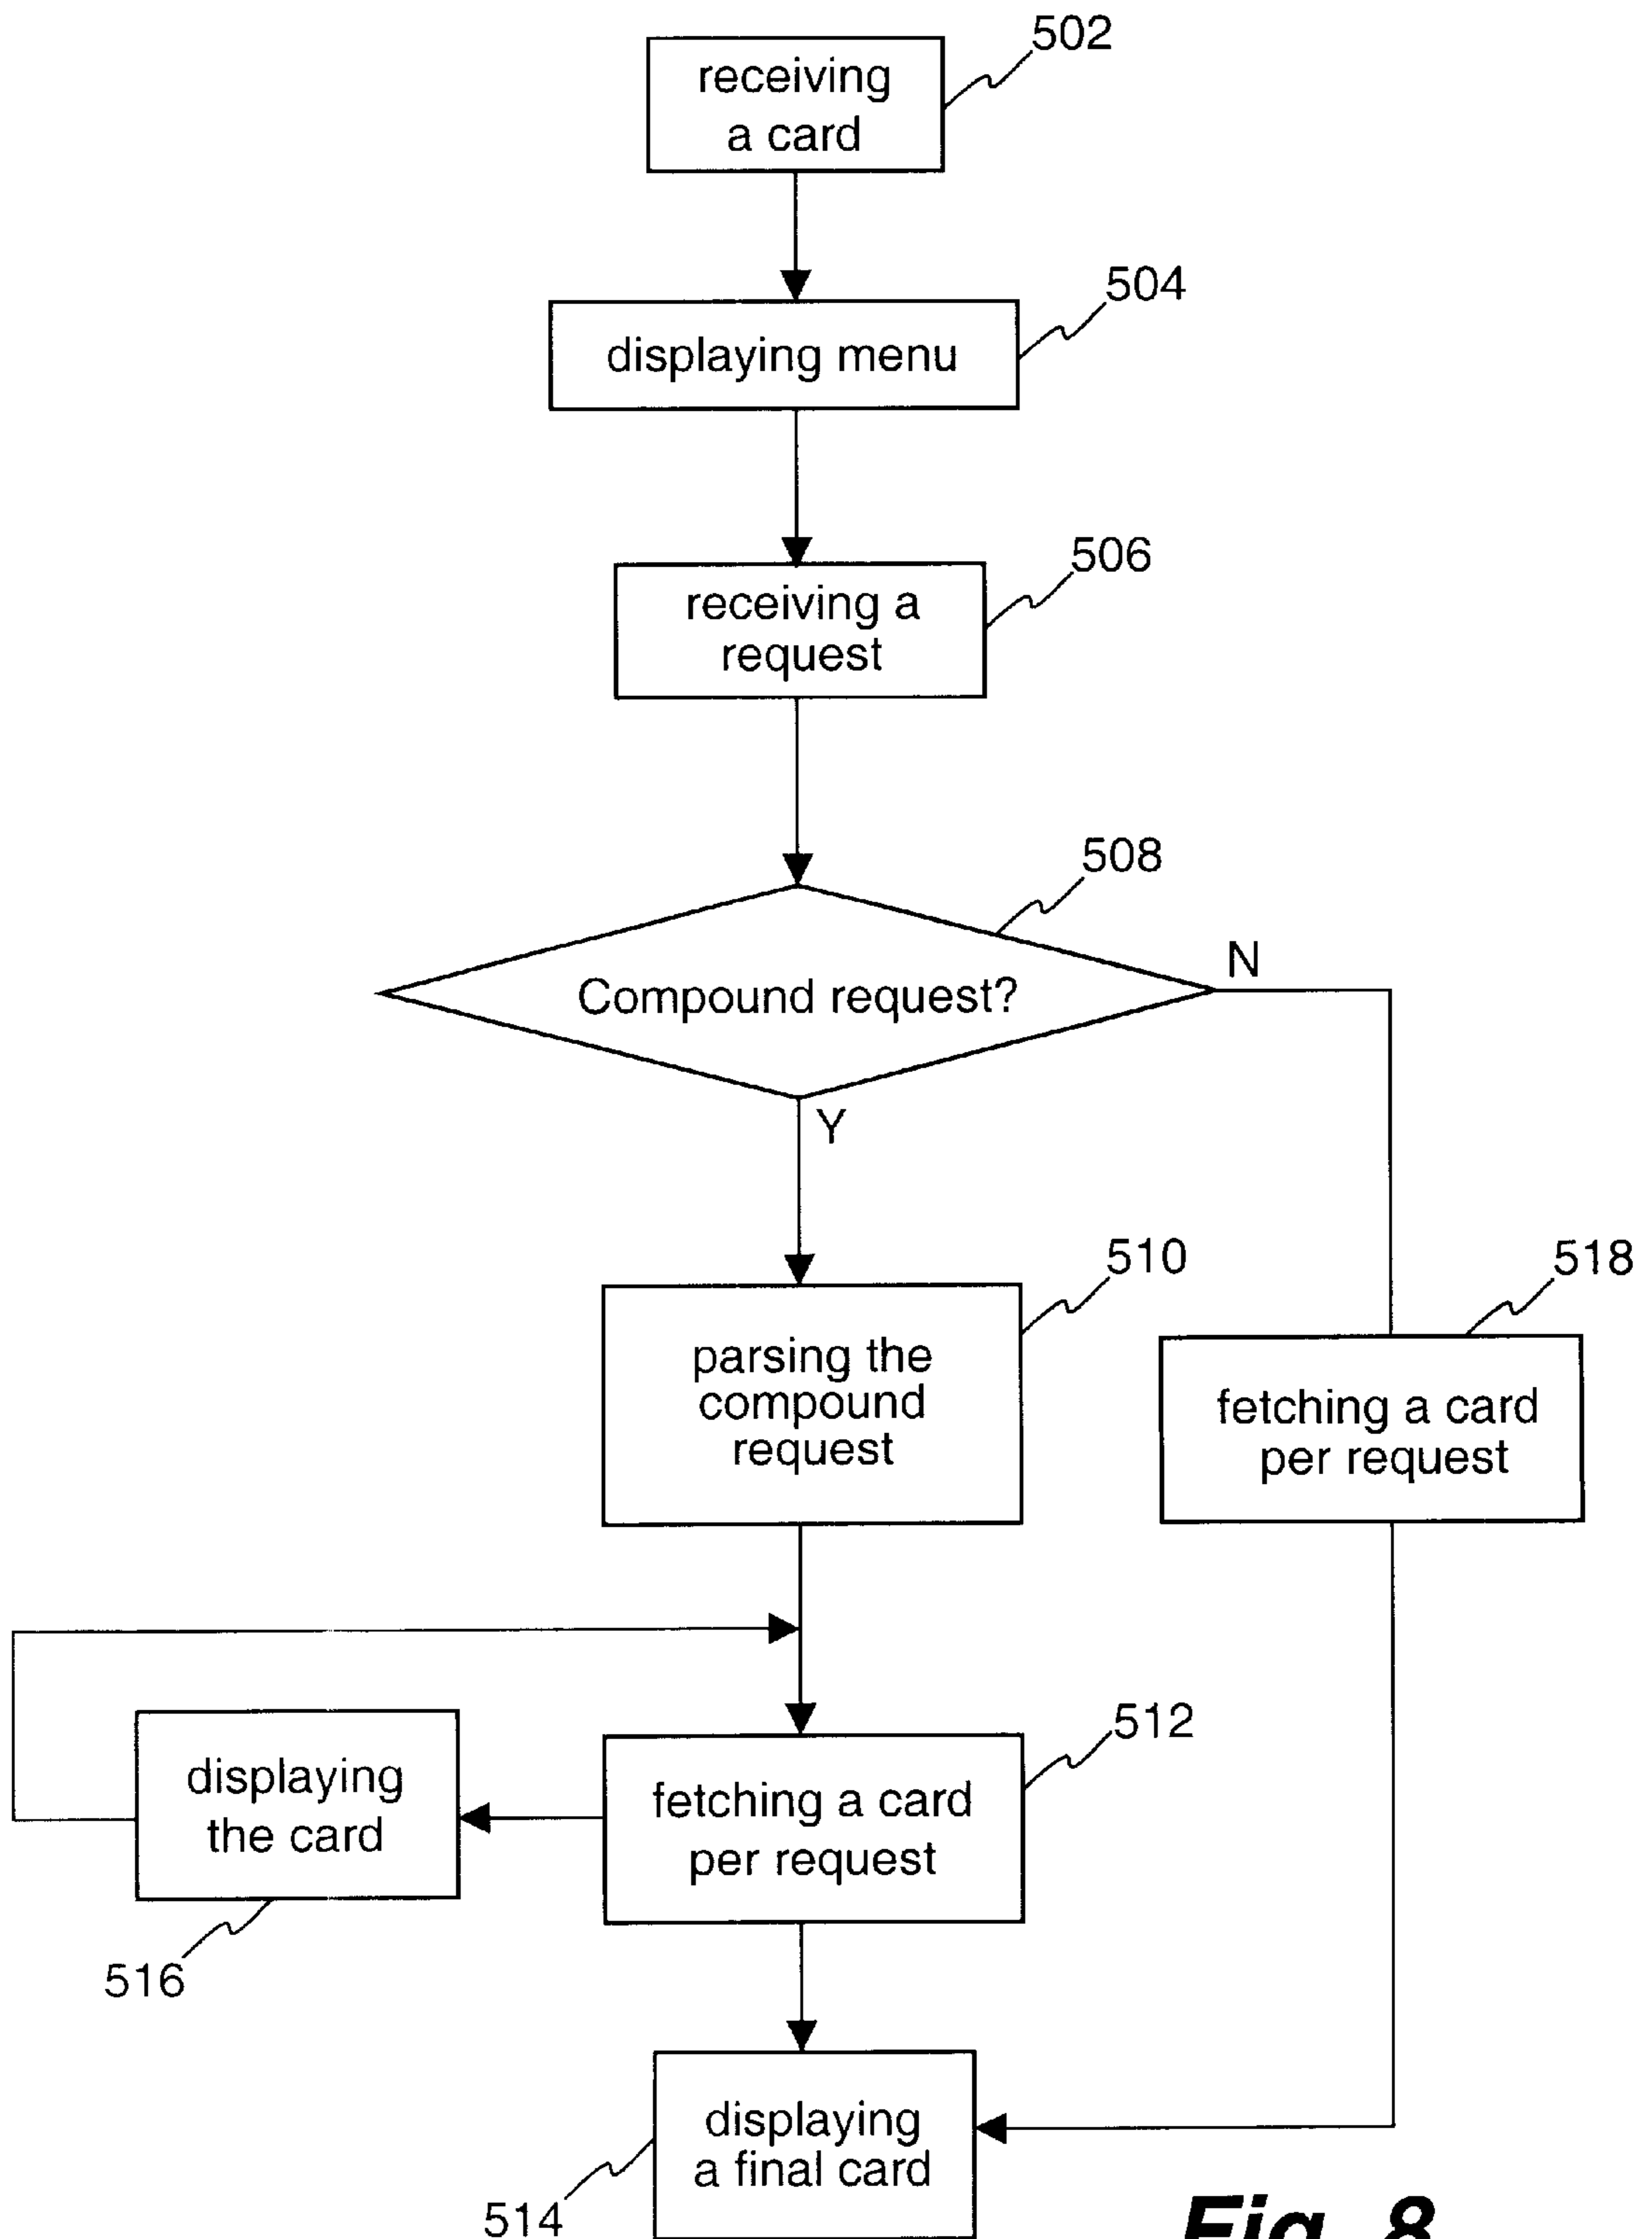 502
receiving
a card
504
displaying menu
506
receiving a
request
508
Compound request?
N
Y
510
parsing the
compound
request
518
fetching a card
per request
512
fetching a card
per request
displaying
the card
516
displaying
a final card
514
Fig. 8